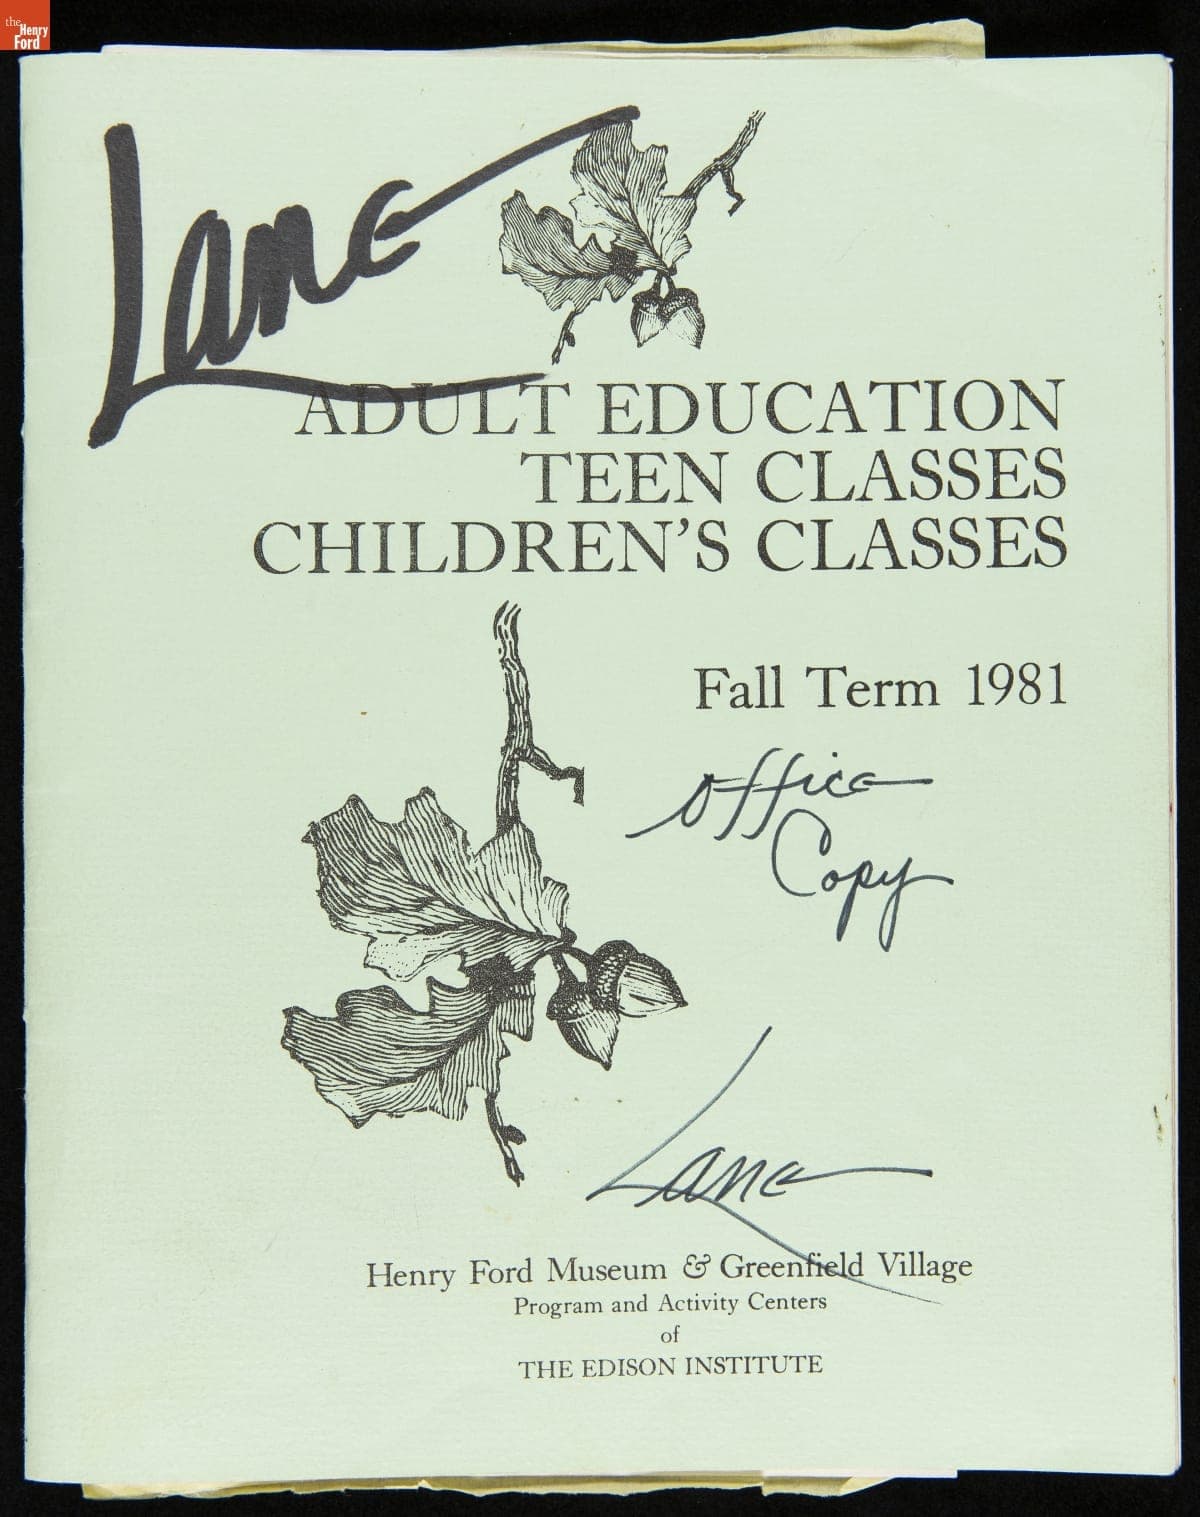 the
Henry
Ford
Lane
ADULT EDUCATION
TEEN CLASSES
CHILDREN'S CLASSES
Fall Term 1981
office
Copy
Lane
Henry Ford Museum & Greenfield Village
Program and Activity Centers
of
THE EDISON INSTITUTE